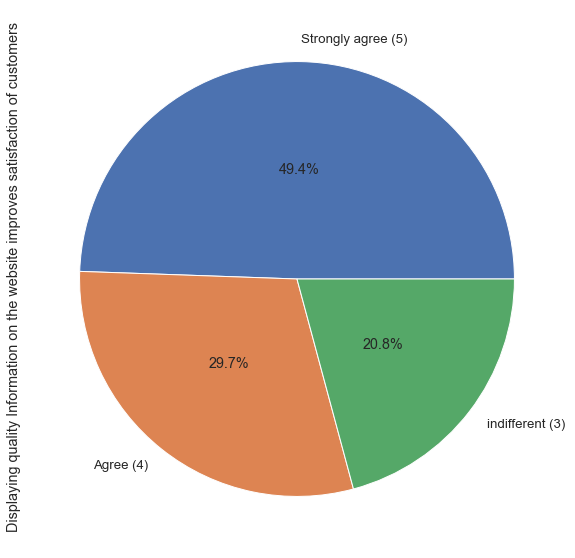 Displaying quality Information on the website improves satisfaction of customers
Strongly agree (5)
49.4%
29.7%
20.8%
Agree (4)
indifferent (3)